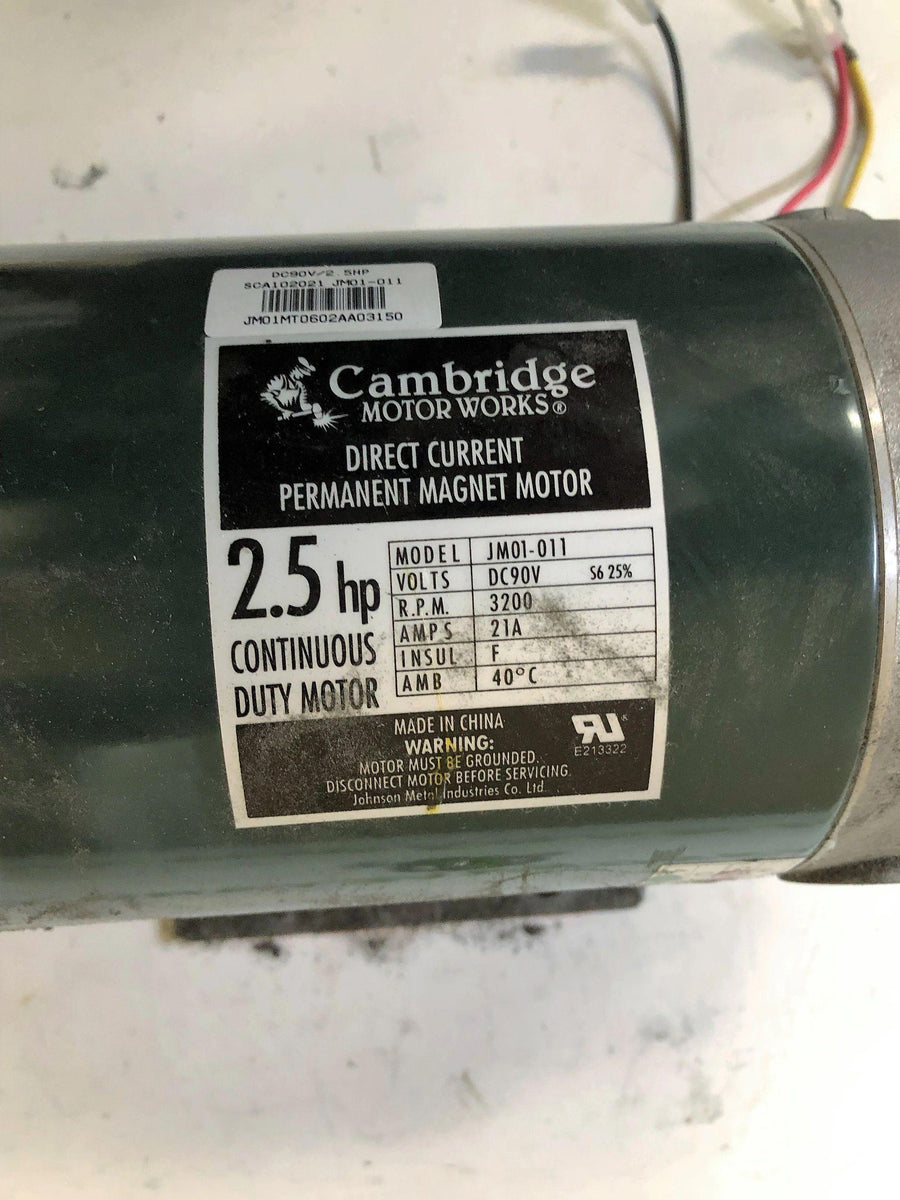 DC90V/2.5HP
SCA102021 JM01-011
JM01MT0602AA03150
Cambridge
MOTOR WORKS®
DIRECT CURRENT
PERMANENT MAGNET MOTOR
2.5 hp
CONTINUOUS
DUTY MOTOR
MODEL JM01-011
VOLTS DC90V S6 25%
R.P.M. 3200
AMPS 21A
INSUL F
AMB 40°C
MADE IN CHINA
WARNING:
MOTOR MUST BE GROUNDED.
DISCONNECT MOTOR BEFORE SERVICING.
Johnson Metal Industries Co. Ltd.
RU®
E213322